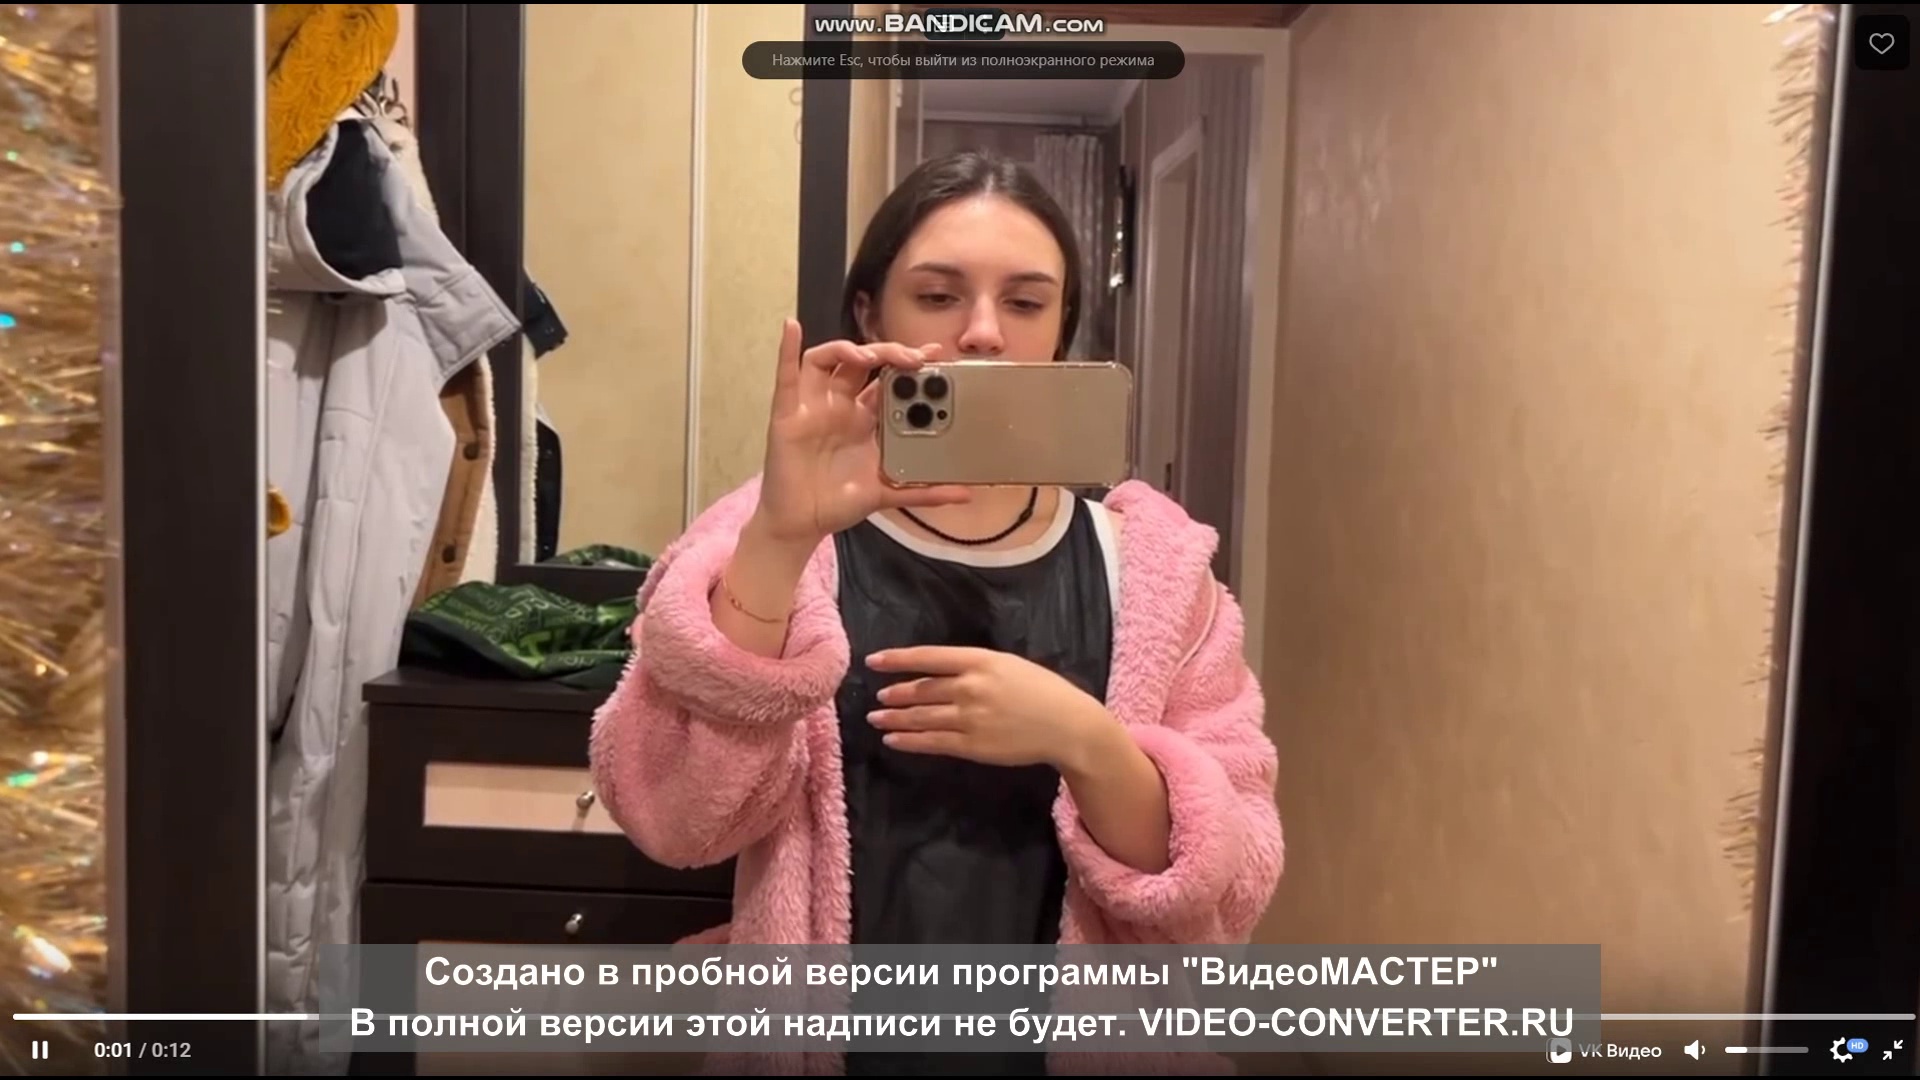 www.BANDICAM.com
Нажмите Esc, чтобы выйти из полноэкранного режима
Создано в пробной версии программы "ВидеоМАСТЕР"
В полной версии этой надписи не будет. VIDEO-CONVERTER.RU
0:01 / 0:12
VK Видео
HD